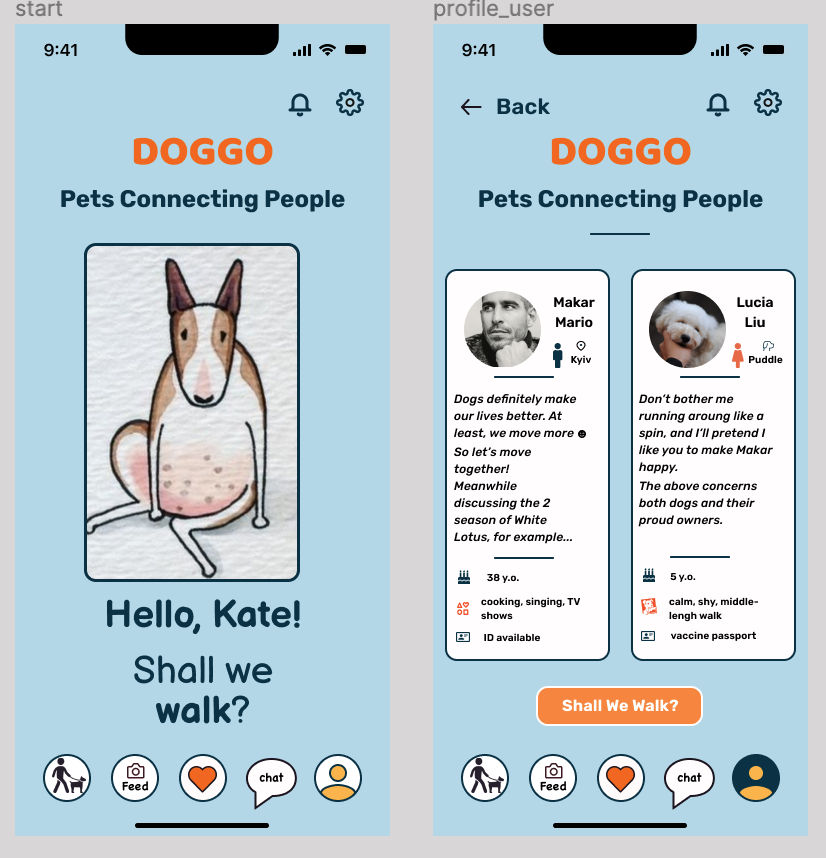 start
9:41
DOGGO
Pets Connecting People
Hello, Kate!
Shall we
walk?
Feed
chat
profile_user
9:41
Back
DOGGO
Pets Connecting People
Makar
Mario
Kyiv
Dogs definitely make
our lives better. At
least, we move more ☻
So let's move
together!
Meanwhile
discussing the 2
season of White
Lotus, for example...
38 y.o.
cooking, singing, TV
shows
ID available
Lucia
Liu
Puddle
Don't bother me
running aroung like a
spin, and I'll pretend I
like you to make Makar
happy.
The above concerns
both dogs and their
proud owners.
5 y.o.
calm, shy, middle-
lengh walk
vaccine passport
Shall We Walk?
Feed
chat